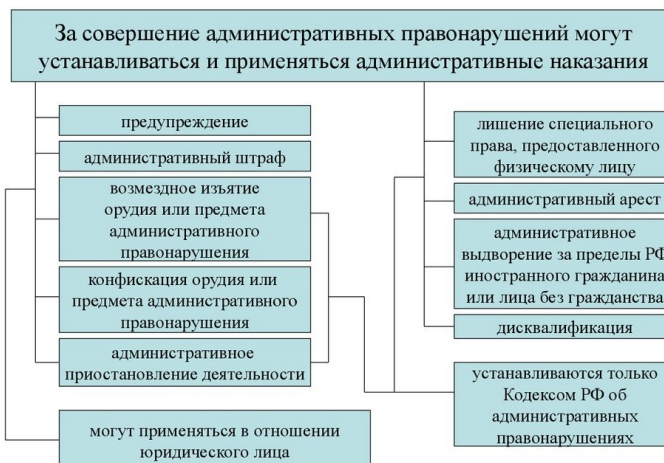 За совершение административных правонарушений могут
устанавливаться и применяться административные наказания
предупреждение
административный штраф
возмездное изъятие
орудия или предмета
административного
правонарушения
конфискация орудия или
предмета административного
правонарушения
административное
приостановление деятельности
могут применяться в отношении
юридического лица
лишение специального
права, предоставленного
физическому лицу
административный арест
административное
выдворение за пределы РФ
иностранного гражданина
или лица без гражданства
дисквалификация
устанавливаются только
Кодексом РФ об
административных
правонарушениях